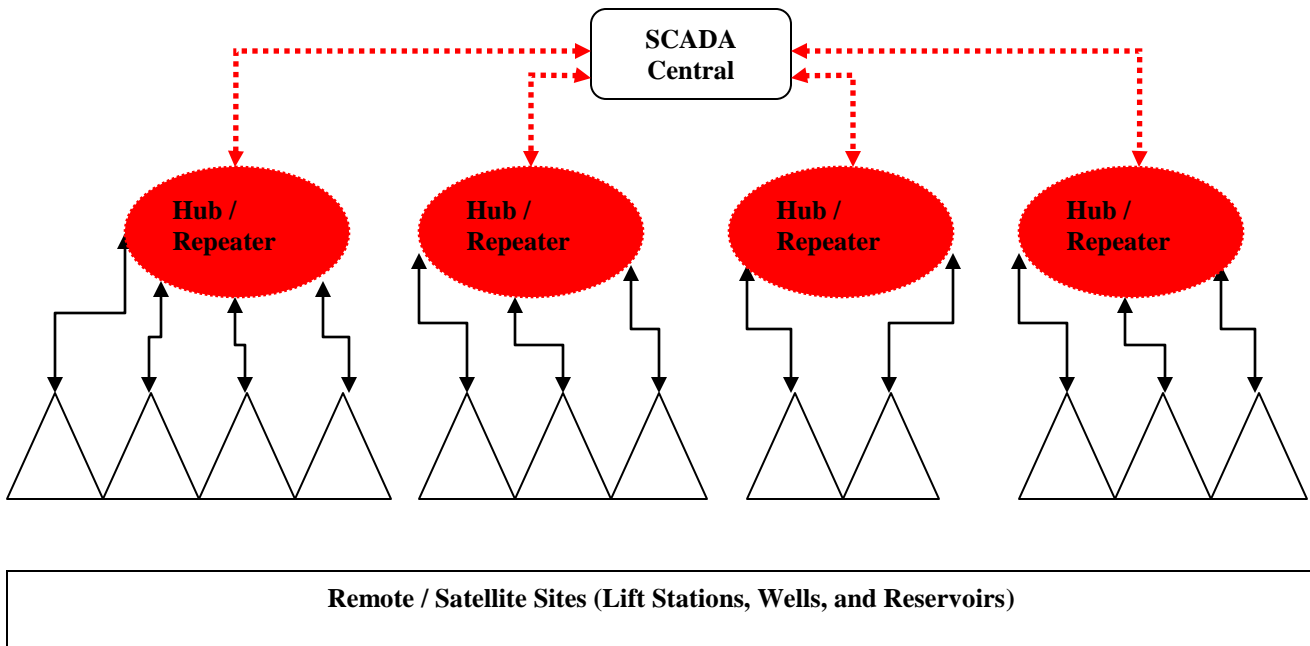 SCADA
Central
Hub /
Repeater
Hub /
Repeater
Hub /
Repeater
Hub /
Repeater
Remote / Satellite Sites (Lift Stations, Wells, and Reservoirs)